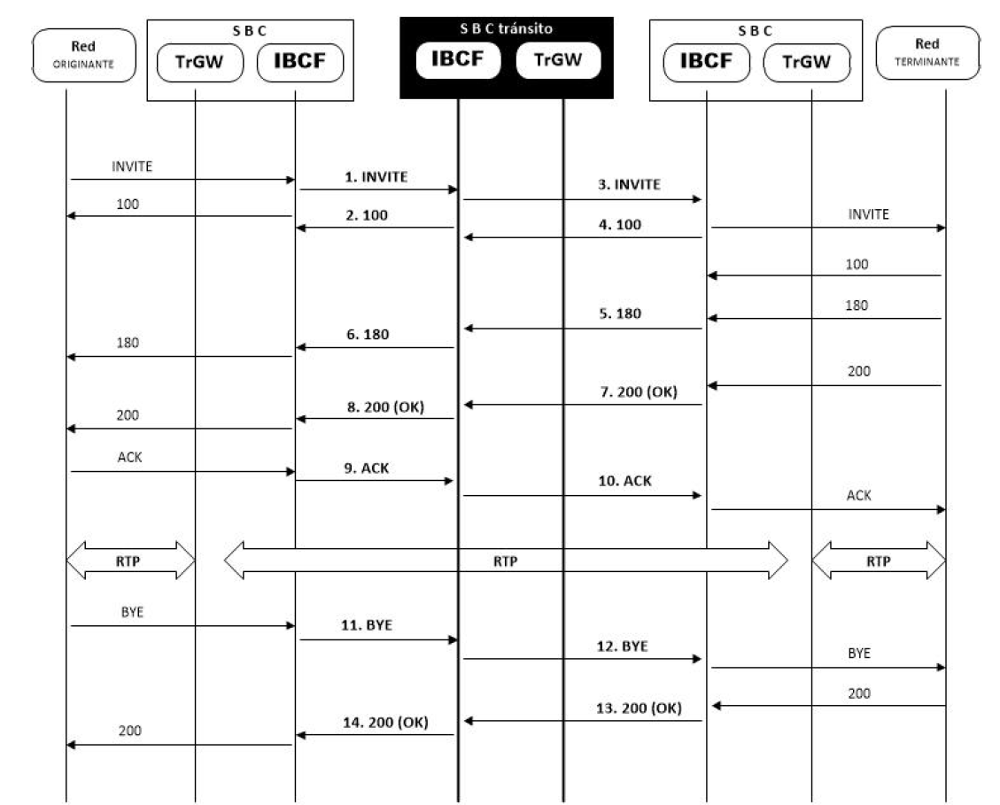 Red
ORIGINANTE
S B C
TrGW
IBCF
S B C tránsito
IBCF
TrGW
S B C
IBCF
TrGW
Red
TERMINANTE
INVITE
1. INVITE
3. INVITE
100
2. 100
4. 100
INVITE
100
180
5. 180
6. 180
180
200
7. 200 (OK)
8. 200 (OK)
200
ACK
9. ACK
10. ACK
ACK
RTP
RTP
RTP
BYE
11. BYE
12. BYE
BYE
200
13. 200 (OK)
14. 200 (OK)
200